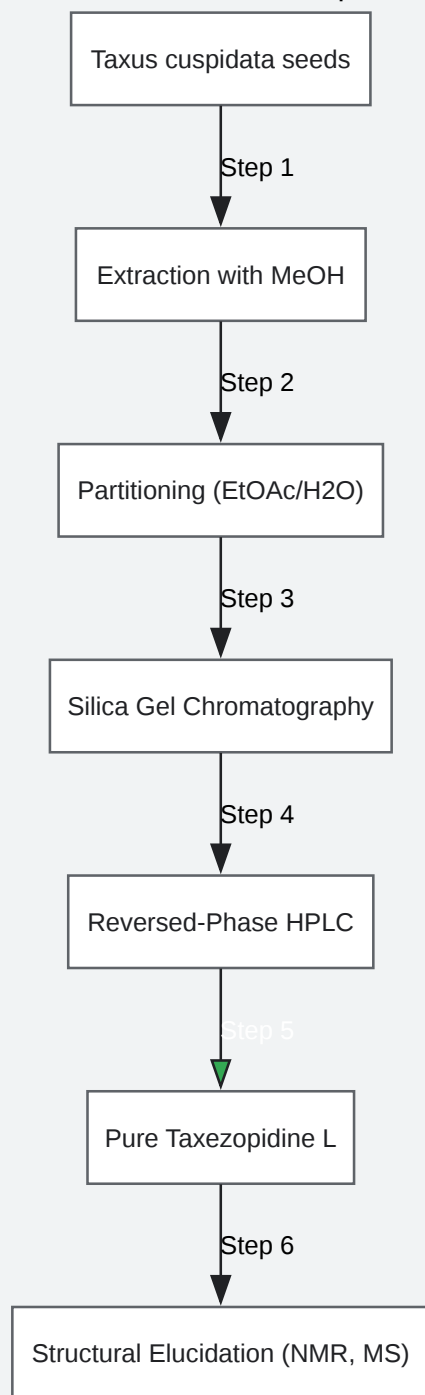 Taxus cuspidata seeds
Step 1
Extraction with MeOH
Step 2
Partitioning (EtOAc/H2O)
Step 3
Silica Gel Chromatography
Step 4
Reversed-Phase HPLC
Step 5
Pure Taxezopidine L
Step 6
Structural Elucidation (NMR, MS)